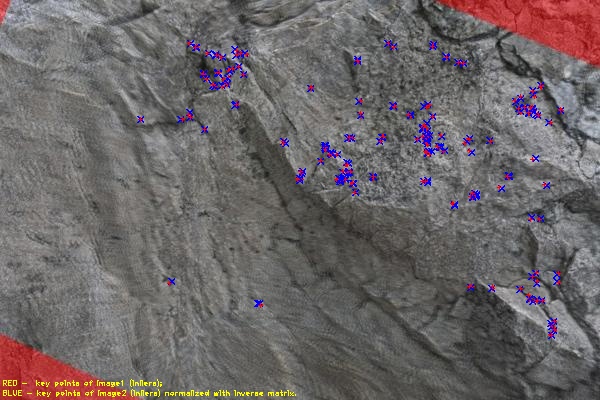 RED - key points of image1 (inliers);
BLUE - key points of image2 (inliers) normalized with inverse matrix.